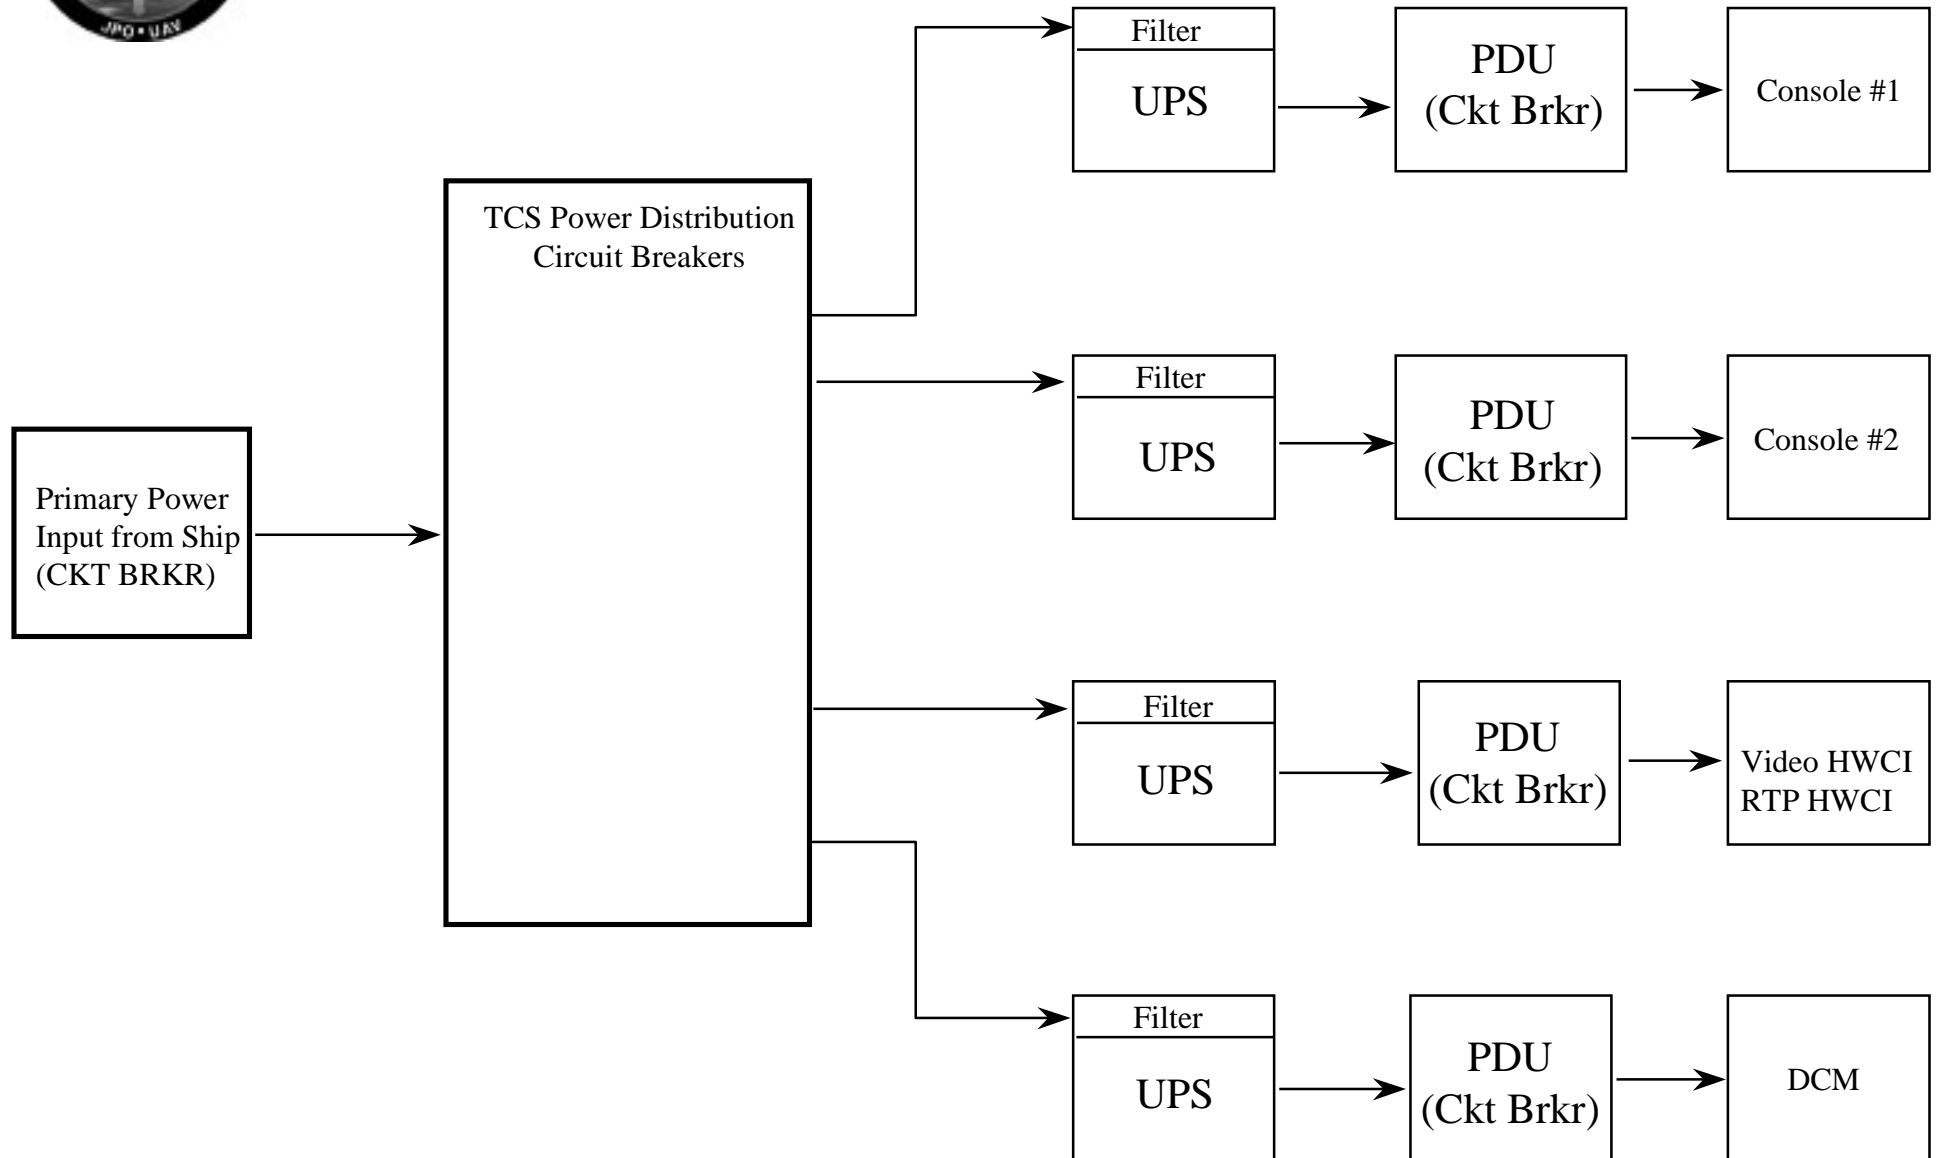 JPO • UAV
Filter
UPS
PDU
(Ckt Brkr)
Console #1
TCS Power Distribution
Circuit Breakers
Filter
UPS
PDU
(Ckt Brkr)
Console #2
Primary Power
Input from Ship
(CKT BRKR)
Filter
UPS
PDU
(Ckt Brkr)
Video HWCI
RTP HWCI
Filter
UPS
PDU
(Ckt Brkr)
DCM